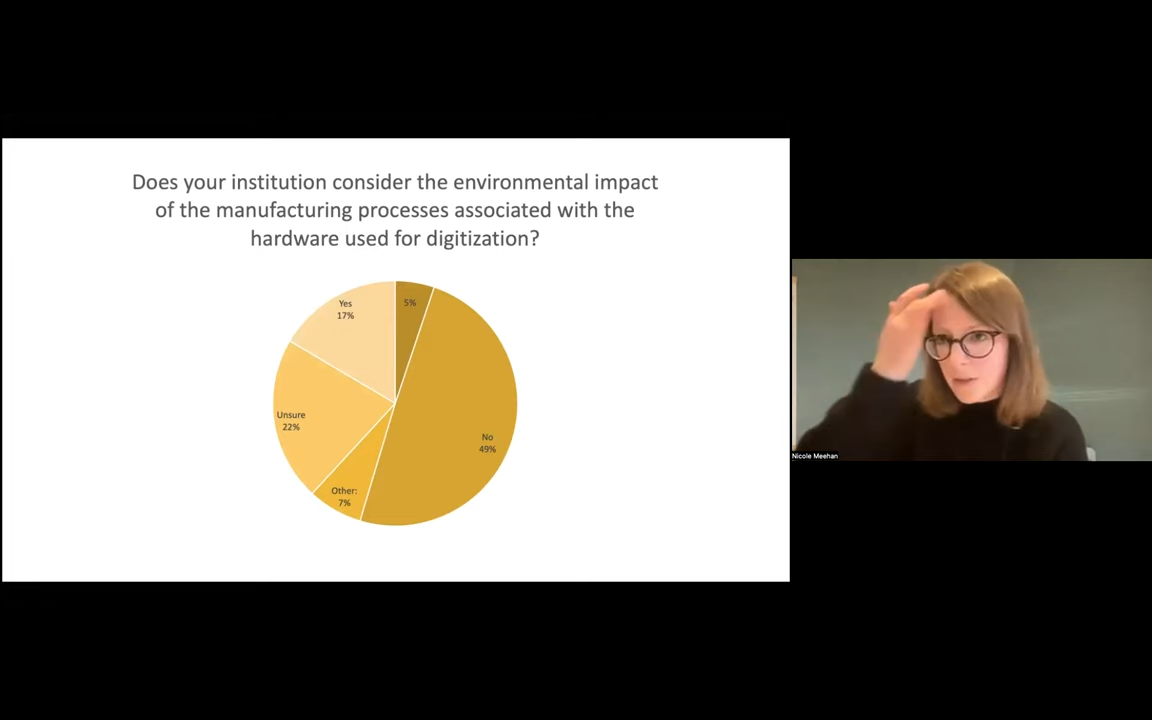 Does your institution consider the environmental impact
of the manufacturing processes associated with the
hardware used for digitization?
Yes
17%
5%
Unsure
22%
No
49%
Other:
7%
Nicole Meehan